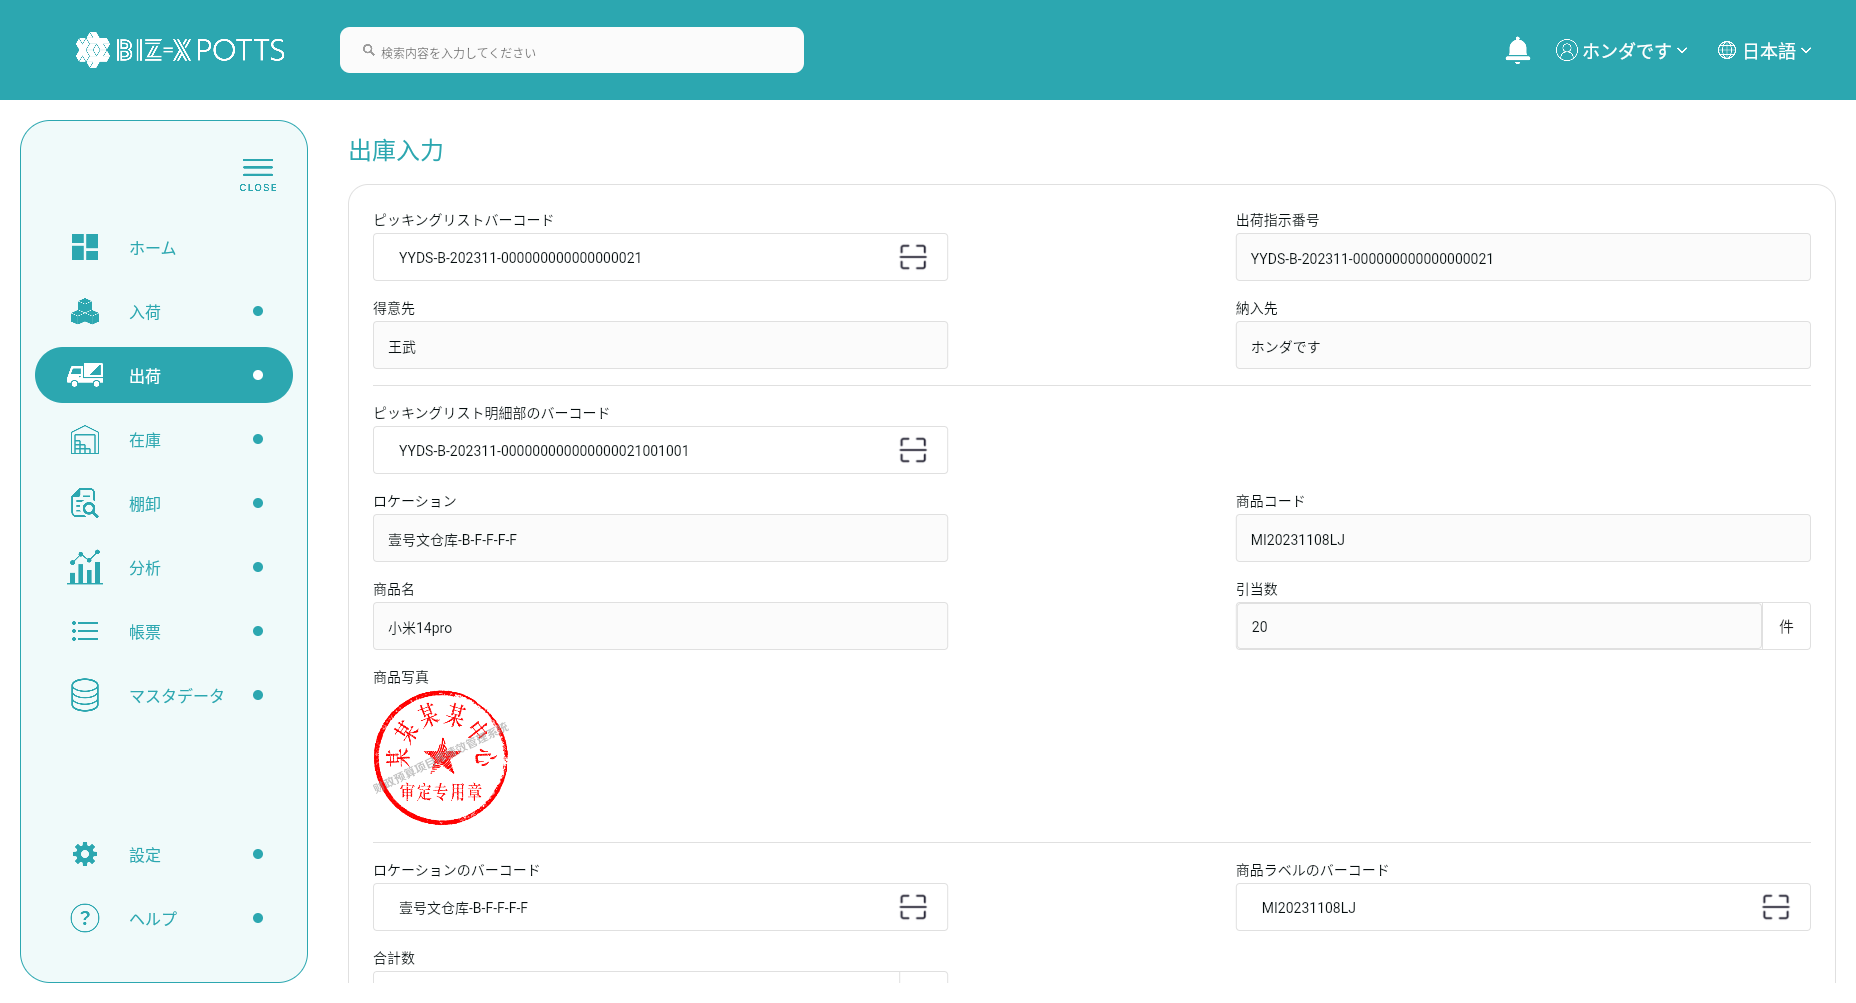 BIZ=X POTTS
検索内容を入力してください
ホンダです
日本語
CLOSE
ホーム
入荷
出荷
在庫
棚卸
分析
帳票
マスタデータ
設定
ヘルプ
出庫入力
ピッキングリストバーコード
YYDS-B-202311-000000000000000021
出荷指示番号
YYDS-B-202311-000000000000000021
得意先
王武
納入先
ホンダです
ピッキングリスト明細部のバーコード
YYDS-B-202311-000000000000000021001001
ロケーション
壹号文仓库-B-F-F-F-F
商品コード
MI20231108LJ
商品名
小米14pro
引当数
20
件
商品写真
某某某某中心
审定专用章
ロケーションのバーコード
壹号文仓库-B-F-F-F-F
商品ラベルのバーコード
MI20231108LJ
合計数